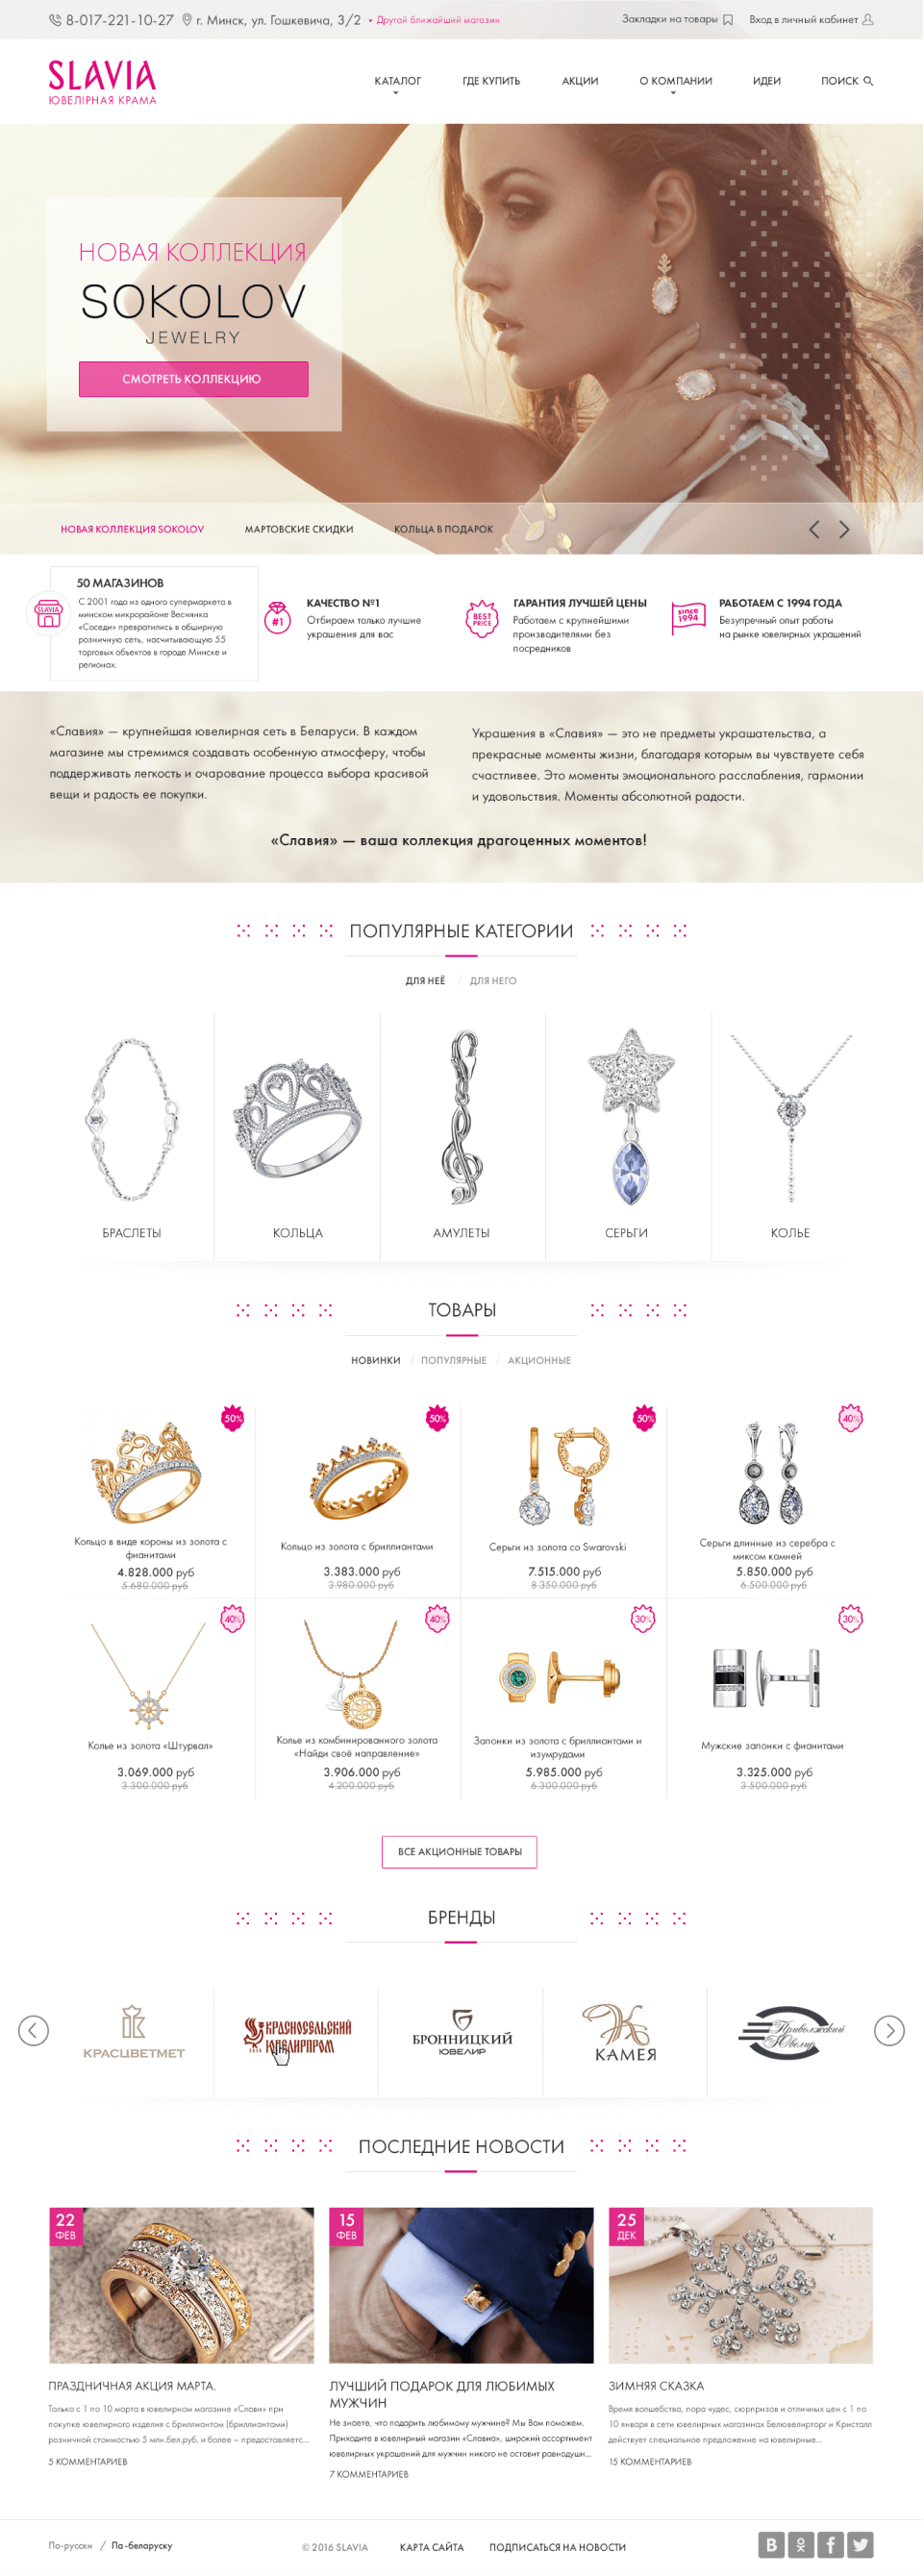 8-017-221-10-27 г. Минск, ул. Гошкевича, 3/2 Другой ближайший магазин Закладки на товары Вход в личный кабинет
SLAVIA
ЮВЕЛІРНАЯ КРАМА
КАТАЛОГ ГДЕ КУПИТЬ АКЦИИ О КОМПАНИИ ИДЕИ ПОИСК
НОВАЯ КОЛЛЕКЦИЯ
SOKOLOV
JEWELRY
СМОТРЕТЬ КОЛЛЕКЦИЮ
НОВАЯ КОЛЛЕКЦИЯ SOKOLOV МАРТОВСКИЕ СКИДКИ КОЛЬЦА В ПОДАРОК
SLAVIA
50 МАГАЗИНОВ
С 2001 года из одного супермаркета в
минском микрорайоне Веснянка
«Соседи» превратились в обширную
розничную сеть, насчитывающую 55
торговых объектов в городе Минске и
регионах.
#1
КАЧЕСТВО №1
Отбираем только лучшие
украшения для вас
BEST
PRICE
ГАРАНТИЯ ЛУЧШЕЙ ЦЕНЫ
Работаем с крупнейшими
производителями без
посредников
since
1994
РАБОТАЕМ С 1994 ГОДА
Безупречный опыт работы
на рынке ювелирных украшений
«Славия» — крупнейшая ювелирная сеть в Беларуси. В каждом
магазине мы стремимся создавать особенную атмосферу, чтобы
поддерживать легкость и очарование процесса выбора красивой
вещи и радость ее покупки.
Украшения в «Славия» — это не предметы украшательства, а
прекрасные моменты жизни, благодаря которым вы чувствуете себя
счастливее. Это моменты эмоционального расслабления, гармонии
и удовольствия. Моменты абсолютной радости.
«Славия» — ваша коллекция драгоценных моментов!
ПОПУЛЯРНЫЕ КАТЕГОРИИ
ДЛЯ НЕЁ / ДЛЯ НЕГО
БРАСЛЕТЫ КОЛЬЦА АМУЛЕТЫ СЕРЬГИ КОЛЬЕ
ТОВАРЫ
НОВИНКИ / ПОПУЛЯРНЫЕ / АКЦИОННЫЕ
50%
Кольцо в виде короны из золота с
фианитами
4.828.000 руб
5.680.000 руб
50%
Кольцо из золота с бриллиантами
3.383.000 руб
3.980.000 руб
50%
Серьги из золота со Swarovski
7.515.000 руб
8.350.000 руб
40%
Серьги длинные из серебра с
миксом камней
5.850.000 руб
6.500.000 руб
40%
Колье из золота «Штурвал»
3.069.000 руб
3.300.000 руб
40%
Колье из комбинированного золота
«Найди своё направление»
3.906.000 руб
4.200.000 руб
30%
Запонки из золота с бриллиантами и
изумрудами
5.985.000 руб
6.300.000 руб
30%
Мужские запонки с фианитами
3.325.000 руб
3.500.000 руб
ВСЕ АКЦИОННЫЕ ТОВАРЫ
БРЕНДЫ
КРАСЦВЕТМЕТ
КРАСНОСЕЛЬСКИЙ
ЮВЕЛИРПРОМ
БРОННИЦКИЙ
ЮВЕЛИР
КАМЕЯ
Приволжский
Ювелир
ПОСЛЕДНИЕ НОВОСТИ
22
ФЕВ
ПРАЗДНИЧНАЯ АКЦИЯ МАРТА.
Только с 1 по 10 марта в ювелирном магазине «Слави» при
покупке ювелирного изделия с бриллиантом (бриллиантами)
розничной стоимостью 5 млн.бел.руб. и более – предоставляетс...
5 КОММЕНТАРИЕВ
15
ФЕВ
ЛУЧШИЙ ПОДАРОК ДЛЯ ЛЮБИМЫХ
МУЖЧИН
Не знаете, что подарить любимому мужчине? Мы Вам поможем.
Приходите в ювелирный магазин «Славиа», широкий ассортимент
ювелирных украшений для мужчин никого не оставит равнодушн...
7 КОММЕНТАРИЕВ
25
ДЕК
ЗИМНЯЯ СКАЗКА
Время волшебства, пора чудес, сюрпризов и отличных цен с 1 по
10 января в сети ювелирных магазинах Белювелирторг и Кристалл
действует специальное предложение на ювелирные...
15 КОММЕНТАРИЕВ
По-русски / Па-беларуску © 2016 SLAVIA КАРТА САЙТА ПОДПИСАТЬСЯ НА НОВОСТИ